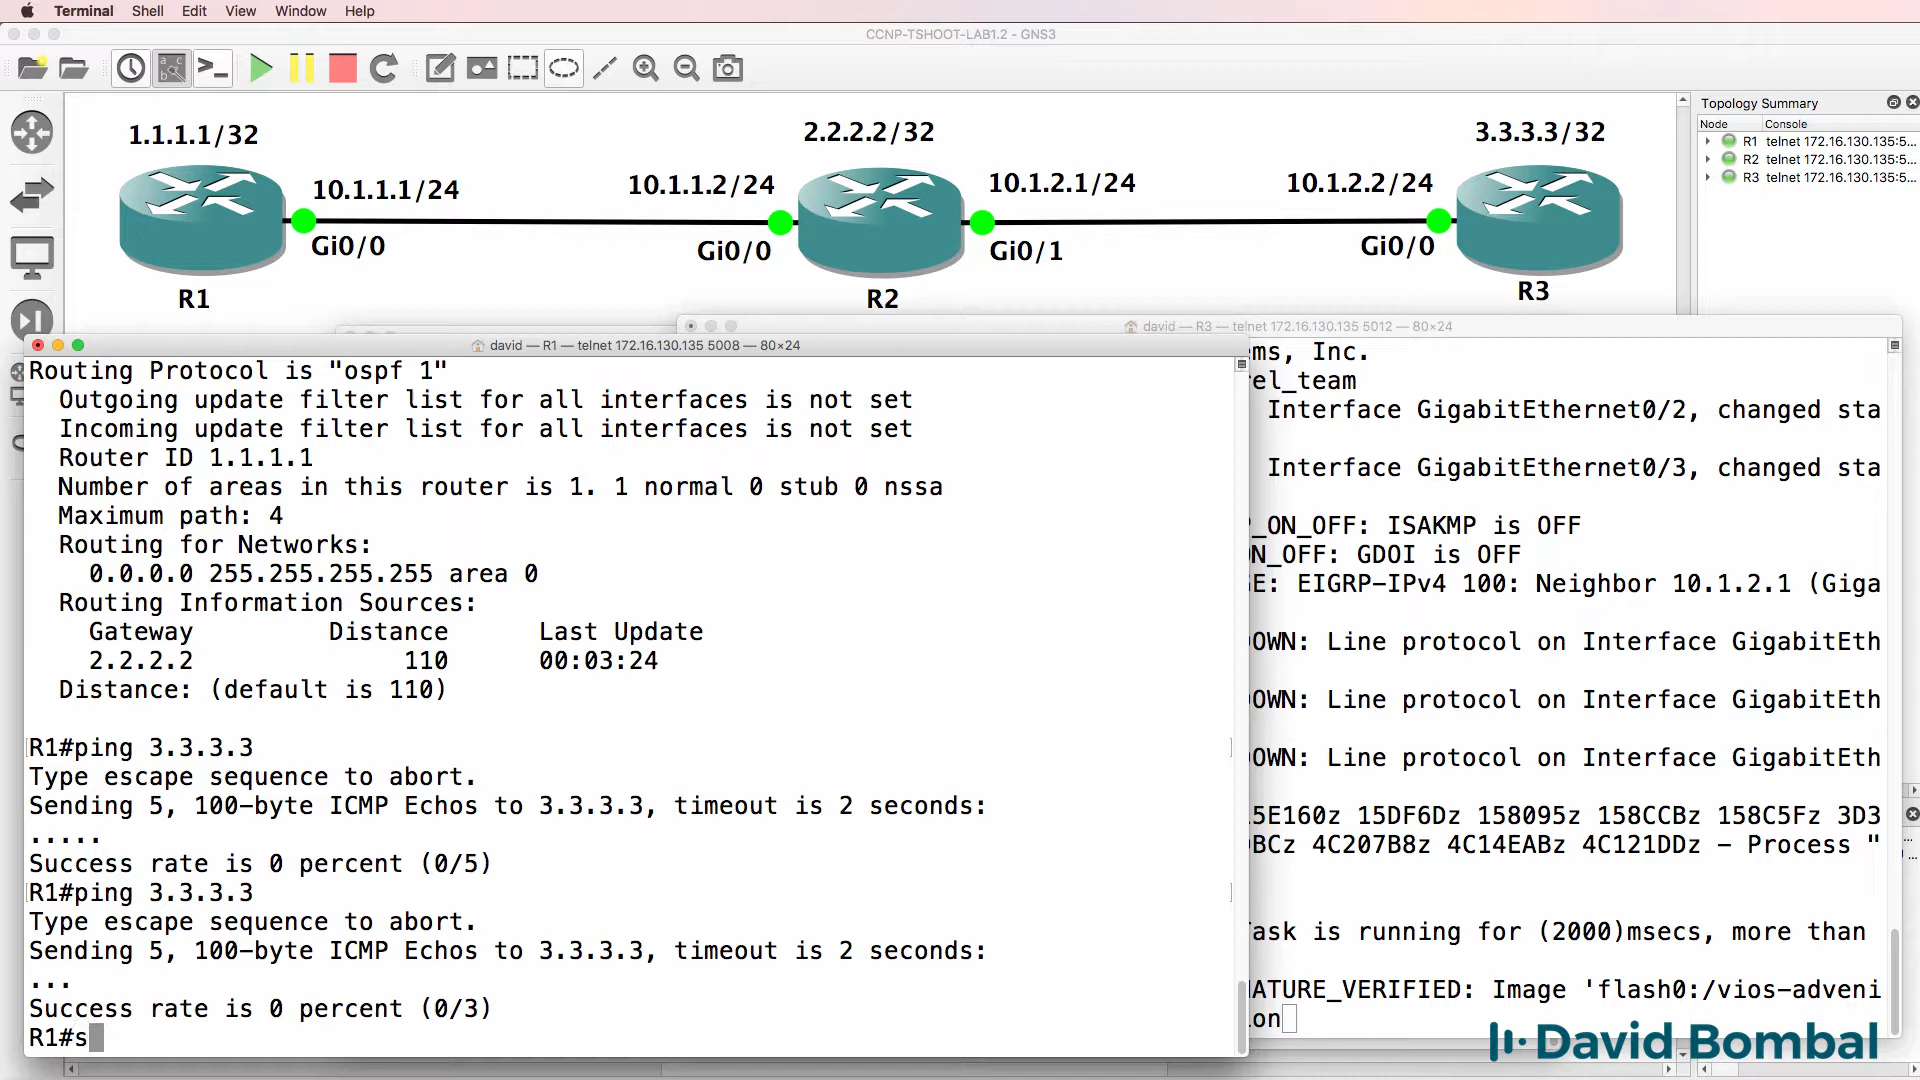 Terminal Shell Edit View Window Help
CCNP-TSHOOT-LAB1.2 - GNS3
Topology Summary
Node Console
R1 telnet 172.16.130.135:5...
R2 telnet 172.16.130.135:5...
R3 telnet 172.16.130.135:5...
1.1.1.1/32
2.2.2.2/32
3.3.3.3/32
10.1.1.1/24
10.1.1.2/24
10.1.2.1/24
10.1.2.2/24
Gi0/0
Gi0/0
Gi0/1
Gi0/0
R1
R2
R3
david — R3 — telnet 172.16.130.135 5012 — 80×24
david — R1 — telnet 172.16.130.135 5008 — 80×24
Routing Protocol is "ospf 1"
Outgoing update filter list for all interfaces is not set
Incoming update filter list for all interfaces is not set
Router ID 1.1.1.1
Number of areas in this router is 1. 1 normal 0 stub 0 nssa
Maximum path: 4
Routing for Networks:
0.0.0.0 255.255.255.255 area 0
Routing Information Sources:
Gateway Distance Last Update
2.2.2.2 110 00:03:24
Distance: (default is 110)
R1#ping 3.3.3.3
Type escape sequence to abort.
Sending 5, 100-byte ICMP Echos to 3.3.3.3, timeout is 2 seconds:
.....
Success rate is 0 percent (0/5)
R1#ping 3.3.3.3
Type escape sequence to abort.
Sending 5, 100-byte ICMP Echos to 3.3.3.3, timeout is 2 seconds:
...
Success rate is 0 percent (0/3)
R1#s
ems, Inc.
rel_team
Interface GigabitEthernet0/2, changed sta
Interface GigabitEthernet0/3, changed sta
P_ON_OFF: ISAKMP is OFF
ON_OFF: GDOI is OFF
GE: EIGRP-IPv4 100: Neighbor 10.1.2.1 (Giga
DOWN: Line protocol on Interface GigabitEth
DOWN: Line protocol on Interface GigabitEth
DOWN: Line protocol on Interface GigabitEth
5E160z 15DF6Dz 158095z 158CCBz 158C5Fz 3D3
BCz 4C207B8z 4C14EABz 4C121DDz - Process "
Task is running for (2000)msecs, more than
NATURE_VERIFIED: Image 'flash0:/vios-adveni
on
David Bombal